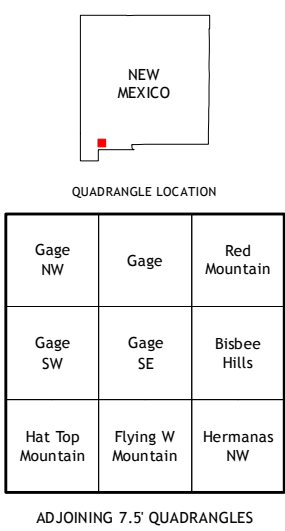 NEW
MEXICO
QUADRANGLE LOCATION
Gage
NW
Gage
Red
Mountain
Gage
SW
Gage
SE
Bisbee
Hills
Hat Top
Mountain
Flying W
Mountain
Hermanas
NW
ADJOINING 7.5' QUADRANGLES